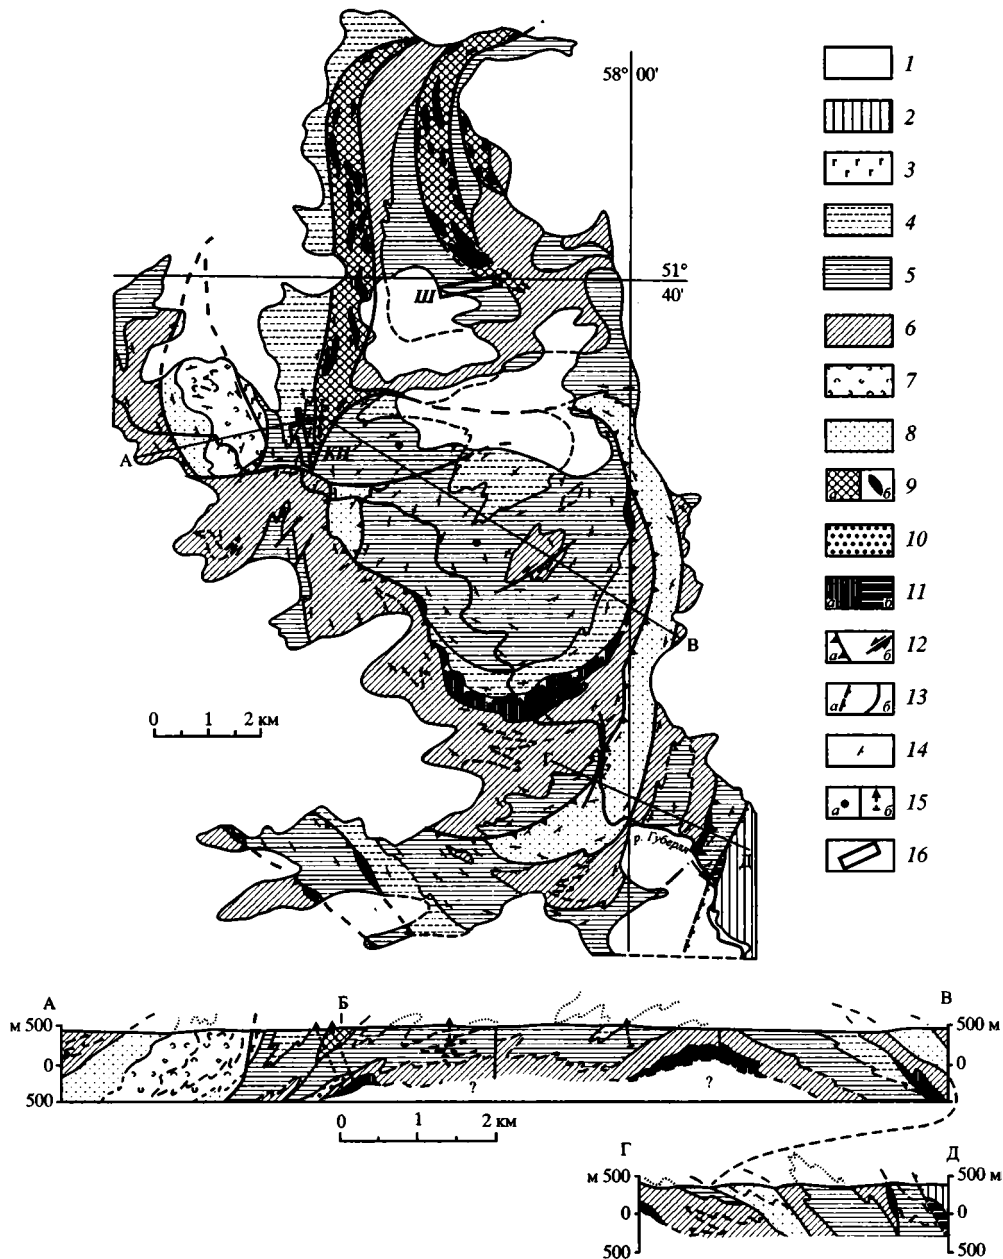 58° 00'
51°
40'
Ш
А
КН
В
Г
р. Губерля
Д
0 1 2 км
1
2
3
4
5
6
7
8
а б 9
10
а б 11
а б 12
а б 13
14
а б 15
16
А Б В
м 500 500 м
0 0
500
? ?
0 1 2 км
Г Д
м 500 500 м
0 0
500 500